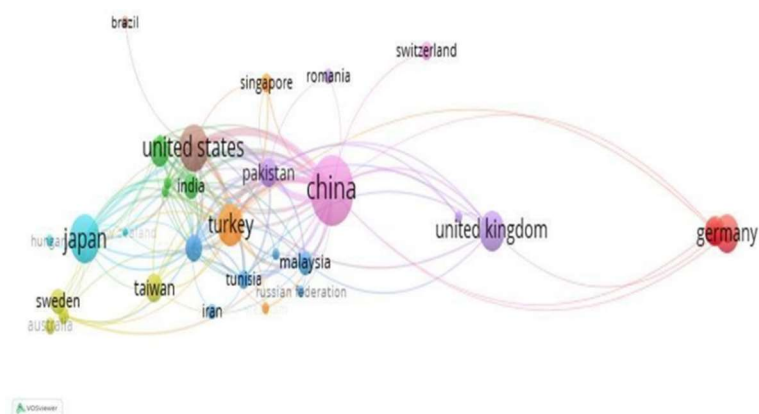 brazil
switzerland
singapore
romania
united states
india
pakistan
china
japan
turkey
united kingdom
germany
malaysia
tunisia
russian federation
taiwan
sweden
iran
australia
VOSviewer